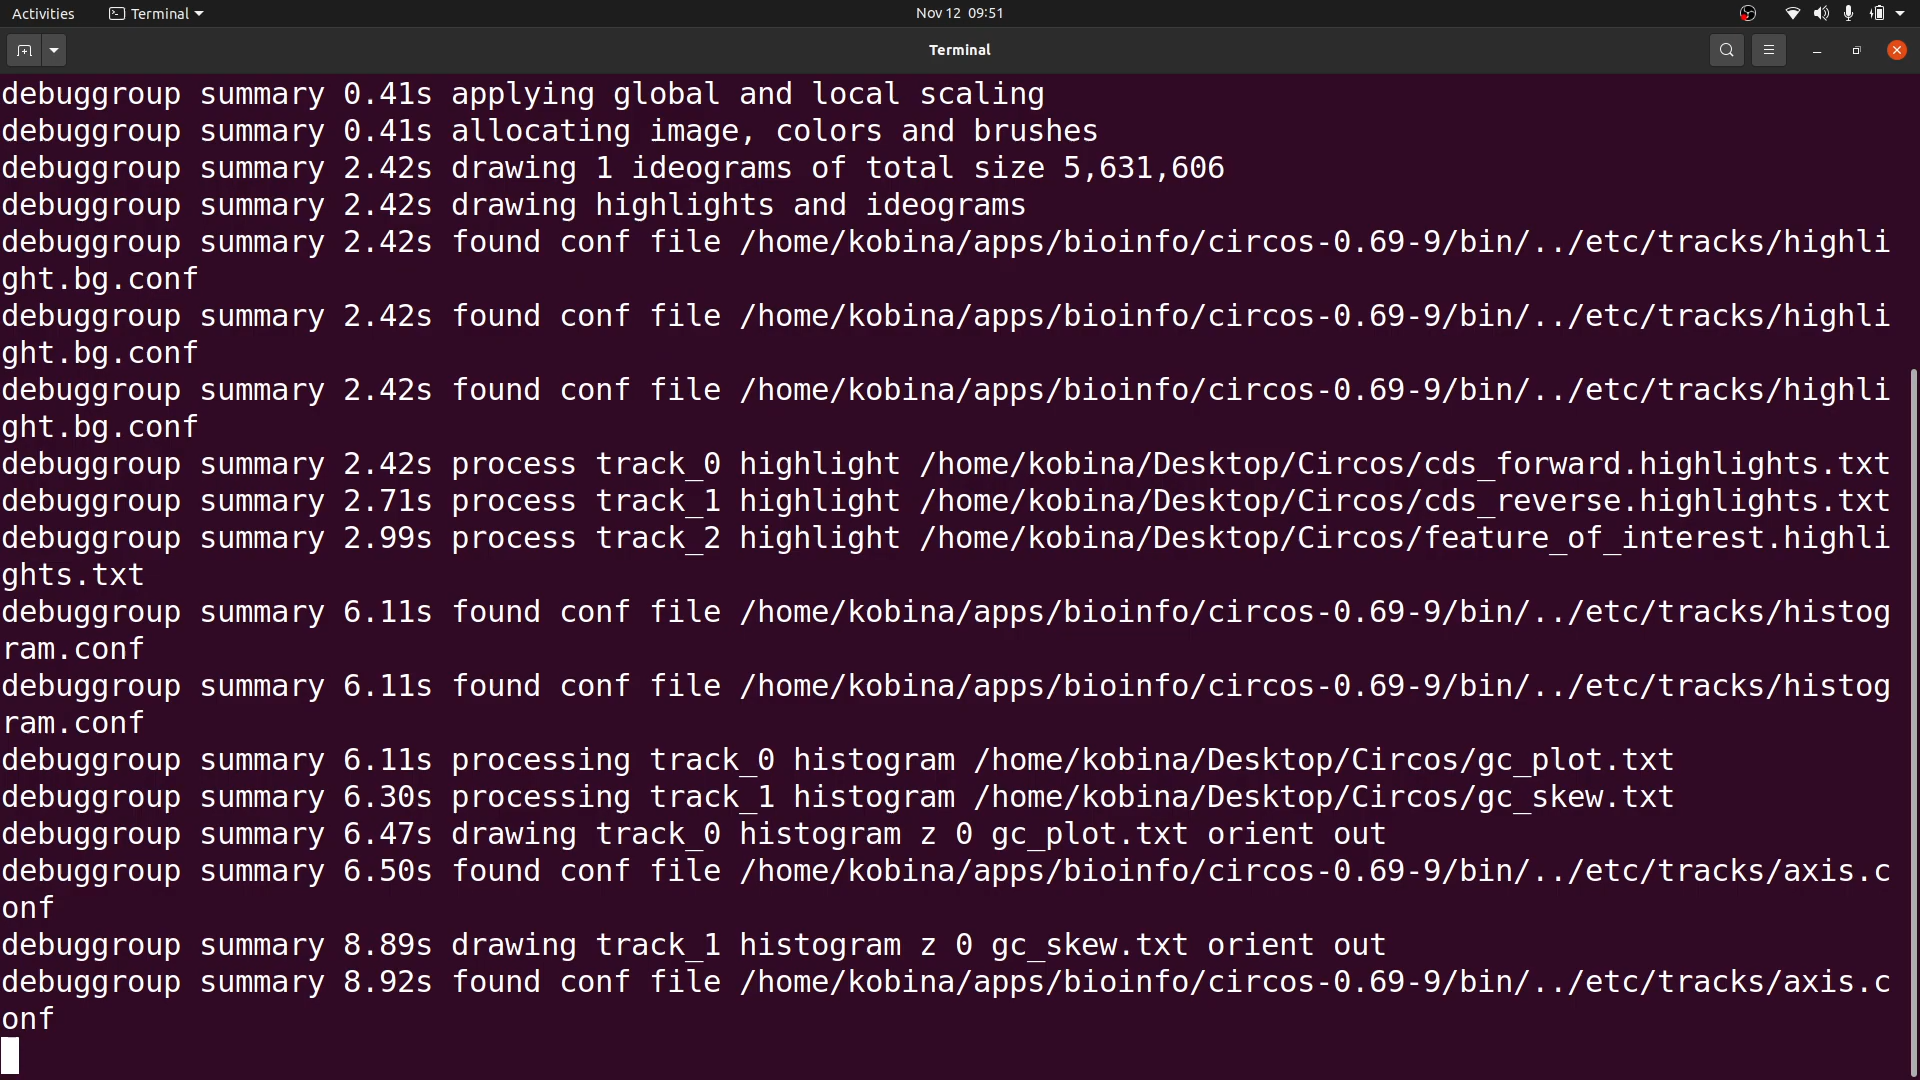 Activities Terminal Nov 12 09:51
Terminal
debuggroup summary 0.41s applying global and local scaling
debuggroup summary 0.41s allocating image, colors and brushes
debuggroup summary 2.42s drawing 1 ideograms of total size 5,631,606
debuggroup summary 2.42s drawing highlights and ideograms
debuggroup summary 2.42s found conf file /home/kobina/apps/bioinfo/circos-0.69-9/bin/../etc/tracks/highli
ght.bg.conf
debuggroup summary 2.42s found conf file /home/kobina/apps/bioinfo/circos-0.69-9/bin/../etc/tracks/highli
ght.bg.conf
debuggroup summary 2.42s found conf file /home/kobina/apps/bioinfo/circos-0.69-9/bin/../etc/tracks/highli
ght.bg.conf
debuggroup summary 2.42s process track_0 highlight /home/kobina/Desktop/Circos/cds_forward.highlights.txt
debuggroup summary 2.71s process track_1 highlight /home/kobina/Desktop/Circos/cds_reverse.highlights.txt
debuggroup summary 2.99s process track_2 highlight /home/kobina/Desktop/Circos/feature_of_interest.highli
ghts.txt
debuggroup summary 6.11s found conf file /home/kobina/apps/bioinfo/circos-0.69-9/bin/../etc/tracks/histog
ram.conf
debuggroup summary 6.11s found conf file /home/kobina/apps/bioinfo/circos-0.69-9/bin/../etc/tracks/histog
ram.conf
debuggroup summary 6.11s processing track_0 histogram /home/kobina/Desktop/Circos/gc_plot.txt
debuggroup summary 6.30s processing track_1 histogram /home/kobina/Desktop/Circos/gc_skew.txt
debuggroup summary 6.47s drawing track_0 histogram z 0 gc_plot.txt orient out
debuggroup summary 6.50s found conf file /home/kobina/apps/bioinfo/circos-0.69-9/bin/../etc/tracks/axis.c
onf
debuggroup summary 8.89s drawing track_1 histogram z 0 gc_skew.txt orient out
debuggroup summary 8.92s found conf file /home/kobina/apps/bioinfo/circos-0.69-9/bin/../etc/tracks/axis.c
onf